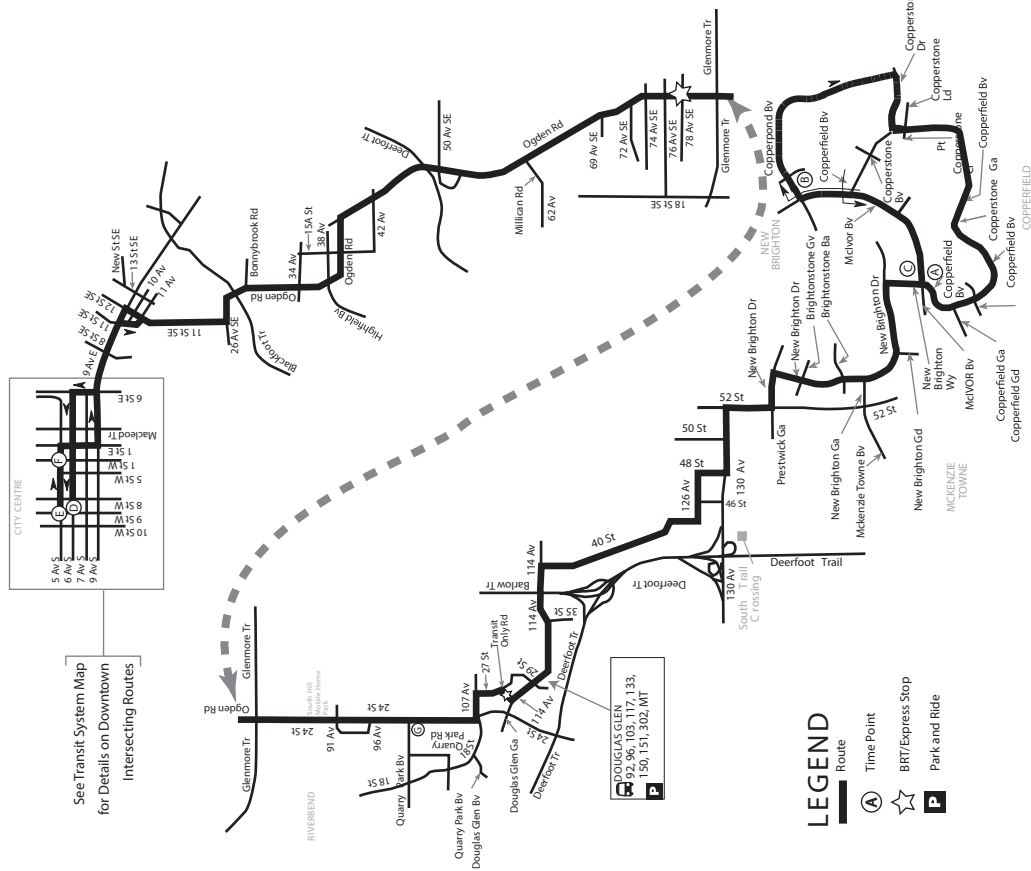 CITY CENTRE
5 Av S
6 Av S
7 Av S
9 Av S
10 St W
9 St W
8 St W
5 St W
1 St W
1 St E
Macleod Tr
6 St E
F
E
D
9 Av E
8 St SE
11 St SE
12 St SE
New St SE
13 St SE
10 Av
11 Av
11 St SE
26 Av SE
Blackfoot Tr
Bonnybrook Rd
Ogden Rd
34 Av
15A St
38 Av
Highfield Bv
Ogden Rd
42 Av
Deerfoot Tr
50 Av SE
Ogden Rd
Millican Rd
62 Av
69 Av SE
72 Av SE
74 Av SE
76 Av SE
78 Av SE
18 St SE
Glenmore Tr
Glenmore Tr
See Transit System Map
for Details on Downtown
Intersecting Routes
Ogden Rd
Glenmore Tr
Glenmore Tr
24 St
24 St
South Hill
Mobile Home
Park
91 Av
96 Av
G
RIVERBEND
18 St
Quarry Park Bv
Quarry
Park Rd
18 St
Quarry Park Bv
Douglas Glen Bv
107 Av
27 St
Transit
Only Rd
29 St
114 Av
24 St
Douglas Glen Ga
Deerfoot Tr
Deerfoot Tr
DOUGLAS GLEN
92, 96, 103, 117, 133,
150, 151, 302, MT
P
35 St
114 Av
114 Av
Barlow Tr
40 St
Deerfoot Tr
Deerfoot Trail
130 Av
South Trail
Crossing
126 Av
48 St
46 St
130 Av
50 St
52 St
52 St
Prestwick Ga
New Brighton Dr
New Brighton Dr
Brightonstone Gv
Brightonstone Ba
New Brighton Ga
Mckenzie Towne Bv
New Brighton Dr
New Brighton Gd
MCKENZIE
TOWNE
New
Brighton
Wy
McIVOR Bv
Copperfield Ga
Copperfield Gd
C
A
Copperfield
Bv
NEW
BRIGHTON
Copperpond Bv
B
Copperfield Bv
McIvor Bv
Copperstone
Bv
Copperstone
Ld
Pt
Copperfield Bv
Copperstone Ga
Copperfield Bv
COPPERFIELD
LEGEND
Route
A Time Point
BRT/Express Stop
P Park and Ride